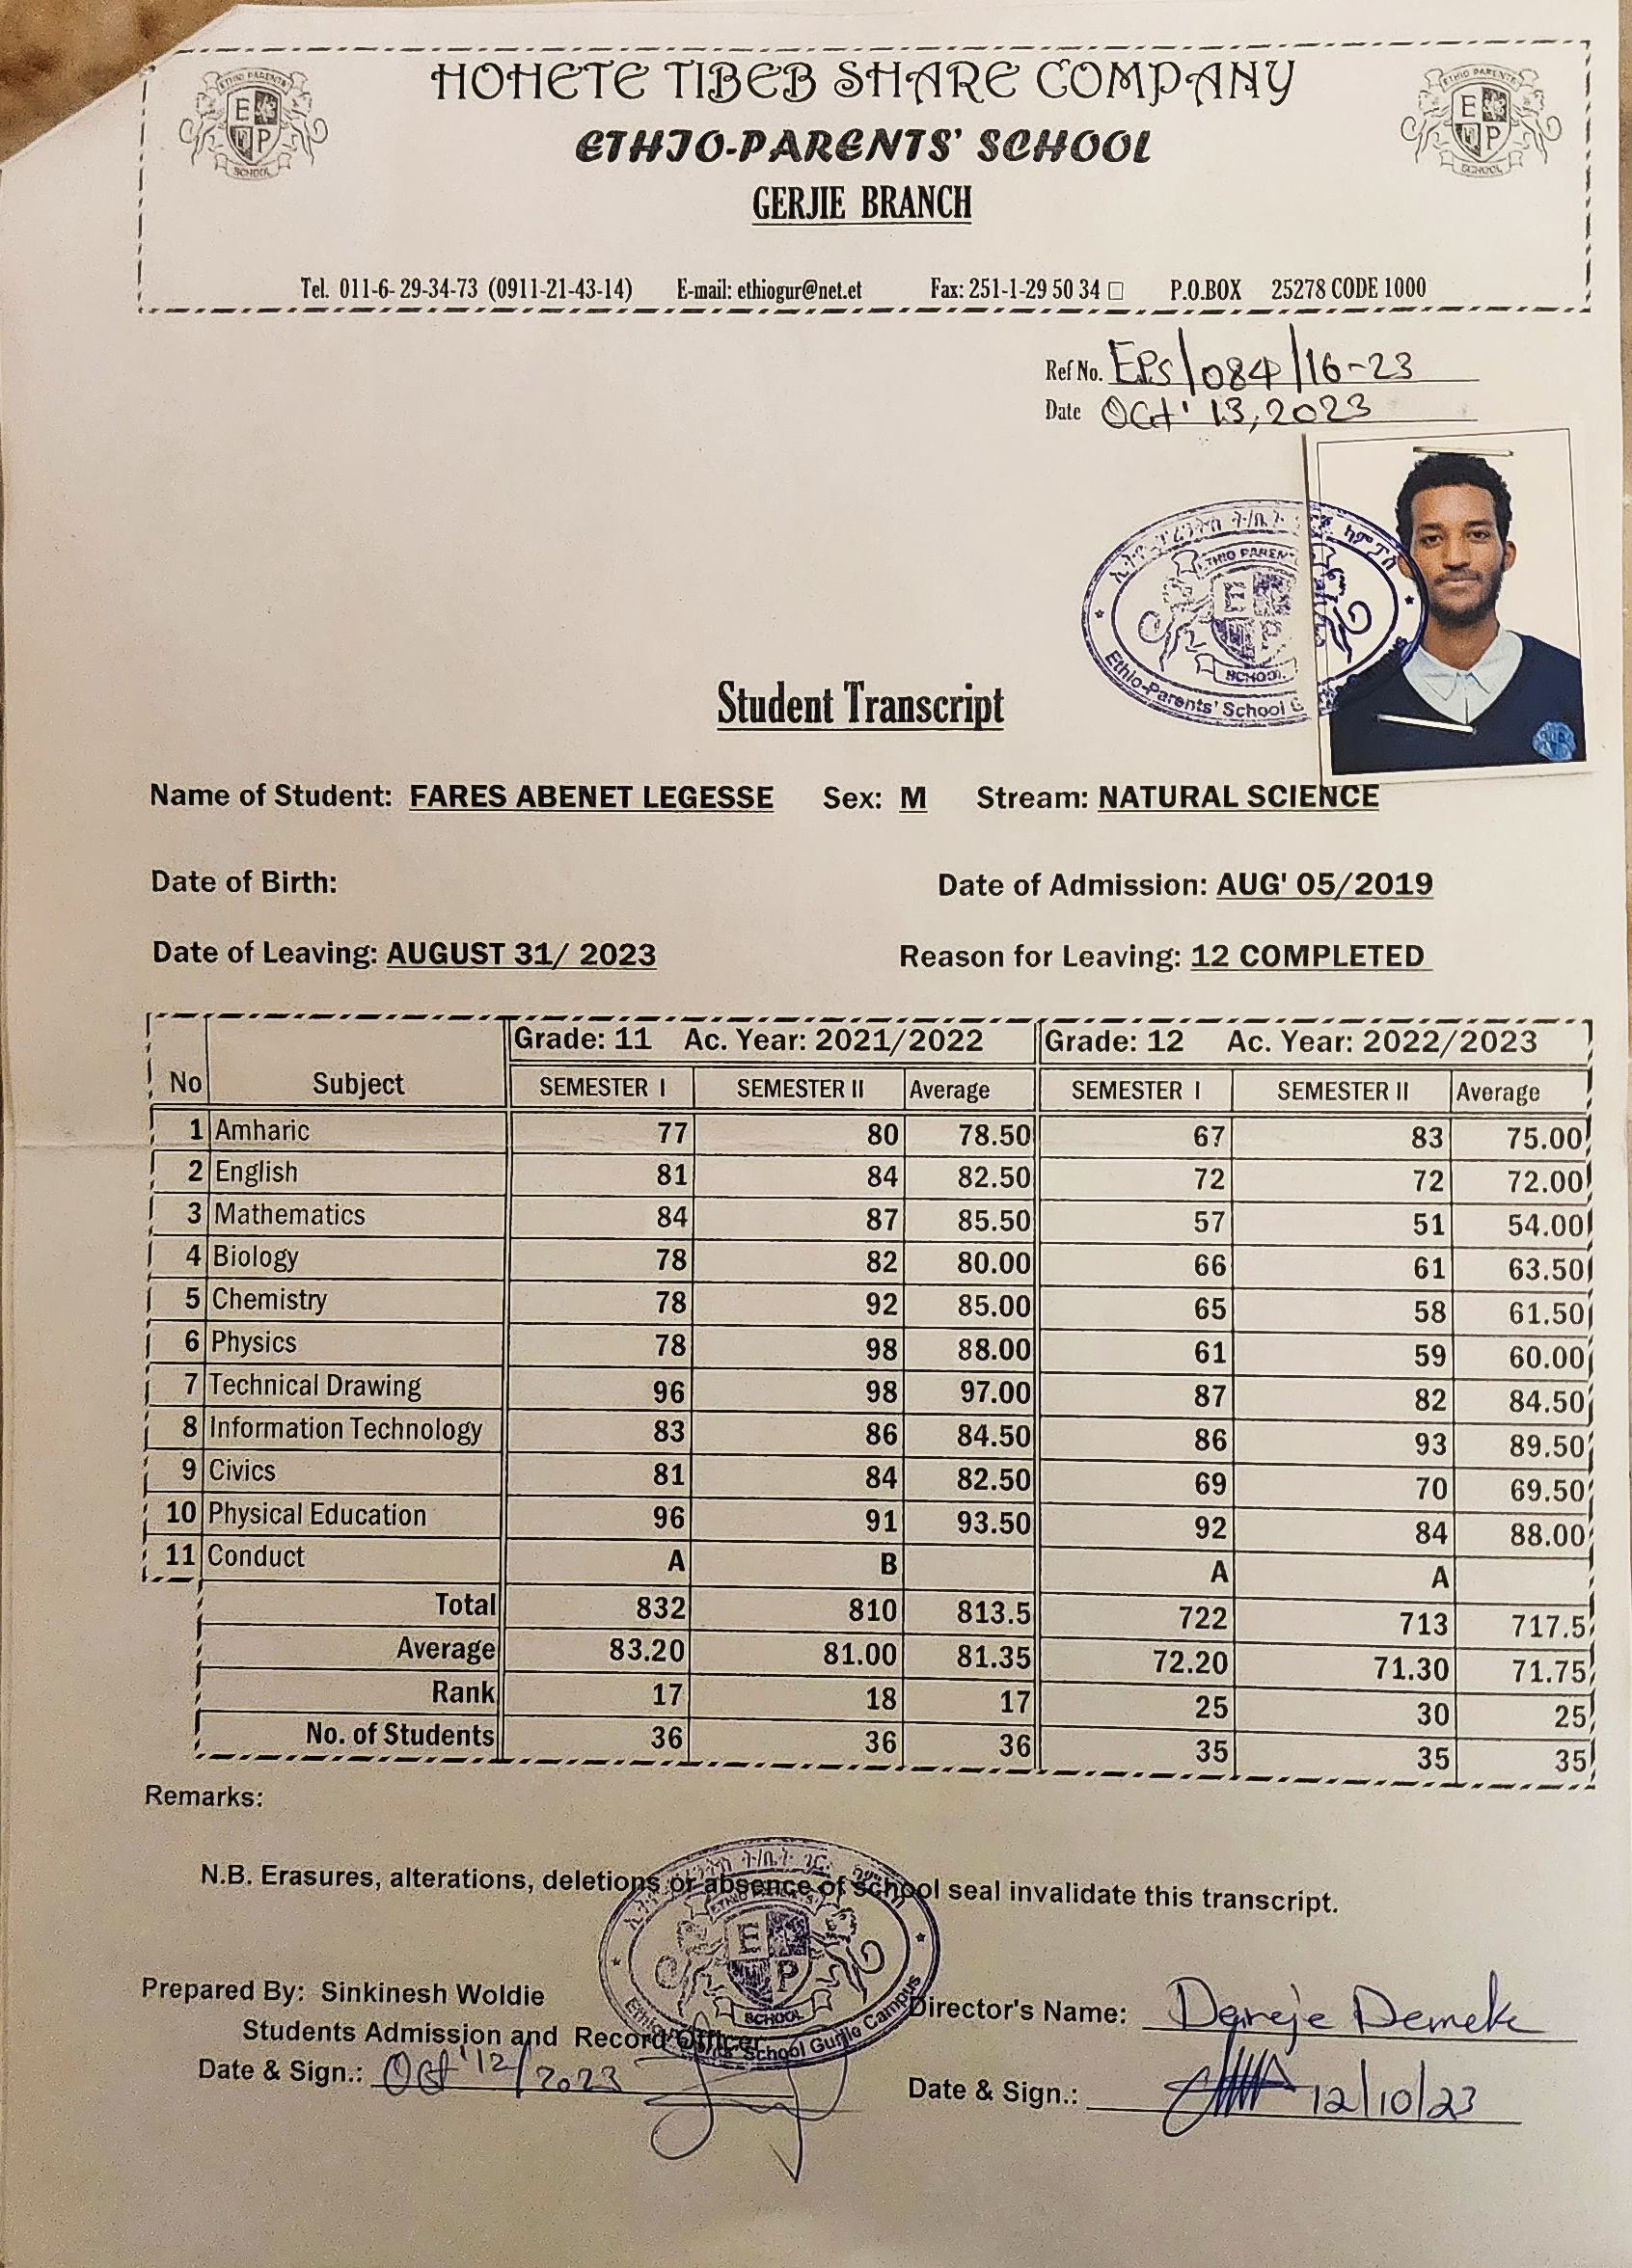 HOHETE TIBEB SHARE COMPANY
ETHIO-PARENTS' SCHOOL
GERJIE BRANCH
ETHIO PARENTS E P SCHOOL
ETHIO PARENTS E P SCHOOL
Tel. 011-6-29-34-73 (0911-21-43-14) E-mail: ethiogur@net.et Fax: 251-1-29 50 34 □ P.O.BOX 25278 CODE 1000
Ref No. EPS/084/16-23
Date Oct' 13, 2023
ETHIO PARENTS E P SCHOOL
Ethio-Parents' School
Student Transcript
Name of Student: FARES ABENET LEGESSE Sex: M Stream: NATURAL SCIENCE
Date of Birth: Date of Admission: AUG' 05/2019
Date of Leaving: AUGUST 31/ 2023 Reason for Leaving: 12 COMPLETED
Grade: 11 Ac. Year: 2021/2022 Grade: 12 Ac. Year: 2022/2023
No Subject SEMESTER I SEMESTER II Average SEMESTER I SEMESTER II Average
1 Amharic 77 80 78.50 67 83 75.00
2 English 81 84 82.50 72 72 72.00
3 Mathematics 84 87 85.50 57 51 54.00
4 Biology 78 82 80.00 66 61 63.50
5 Chemistry 78 92 85.00 65 58 61.50
6 Physics 78 98 88.00 61 59 60.00
7 Technical Drawing 96 98 97.00 87 82 84.50
8 Information Technology 83 86 84.50 86 93 89.50
9 Civics 81 84 82.50 69 70 69.50
10 Physical Education 96 91 93.50 92 84 88.00
11 Conduct A B A A
Total 832 810 813.5 722 713 717.5
Average 83.20 81.00 81.35 72.20 71.30 71.75
Rank 17 18 17 25 30 25
No. of Students 36 36 36 35 35 35
Remarks:
N.B. Erasures, alterations, deletions or absence of school seal invalidate this transcript.
E P SCHOOL
School Gurjie Campus
Prepared By: Sinkinesh Woldie
Students Admission and Record Officer
Date & Sign.: Oct' 12/2023
Director's Name: Dereje Demeke
Date & Sign.: 12/10/23